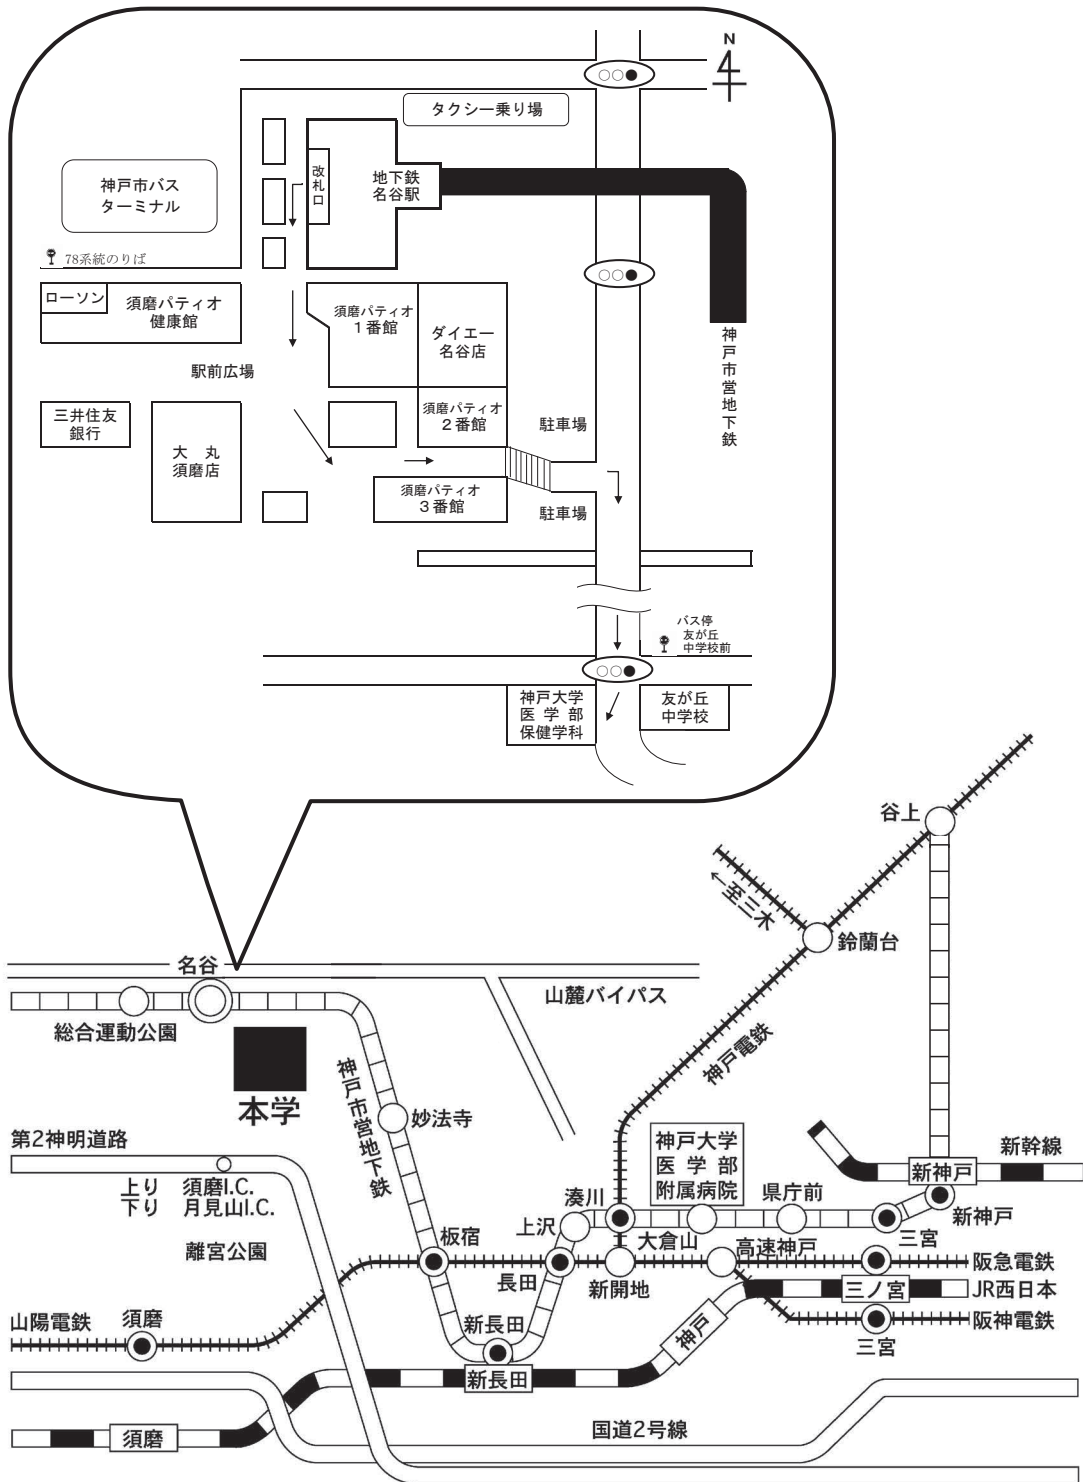 N
タクシー乗り場
神戸市バス
ターミナル
改札口
地下鉄
名谷駅
78系統のりば
ローソン
須磨パティオ
健康館
須磨パティオ
1番館
ダイエー
名谷店
神戸市営地下鉄
駅前広場
三井住友
銀行
大　丸
須磨店
須磨パティオ
2番館
駐車場
須磨パティオ
3番館
駐車場
バス停
友が丘
中学校前
神戸大学
医 学 部
保健学科
友が丘
中学校
谷上
←至三木
鈴蘭台
名谷
山麓バイパス
総合運動公園
神戸電鉄
本学
神戸市営地下鉄
妙法寺
第2神明道路
神戸大学
医 学 部
附属病院
新幹線
新神戸
上り　須磨I.C.
下り　月見山I.C.
湊川
県庁前
新神戸
上沢
大倉山
三宮
離宮公園
板宿
高速神戸
阪急電鉄
長田
新開地
三ノ宮
JR西日本
山陽電鉄
須磨
新長田
神戸
阪神電鉄
三宮
新長田
須磨
国道2号線